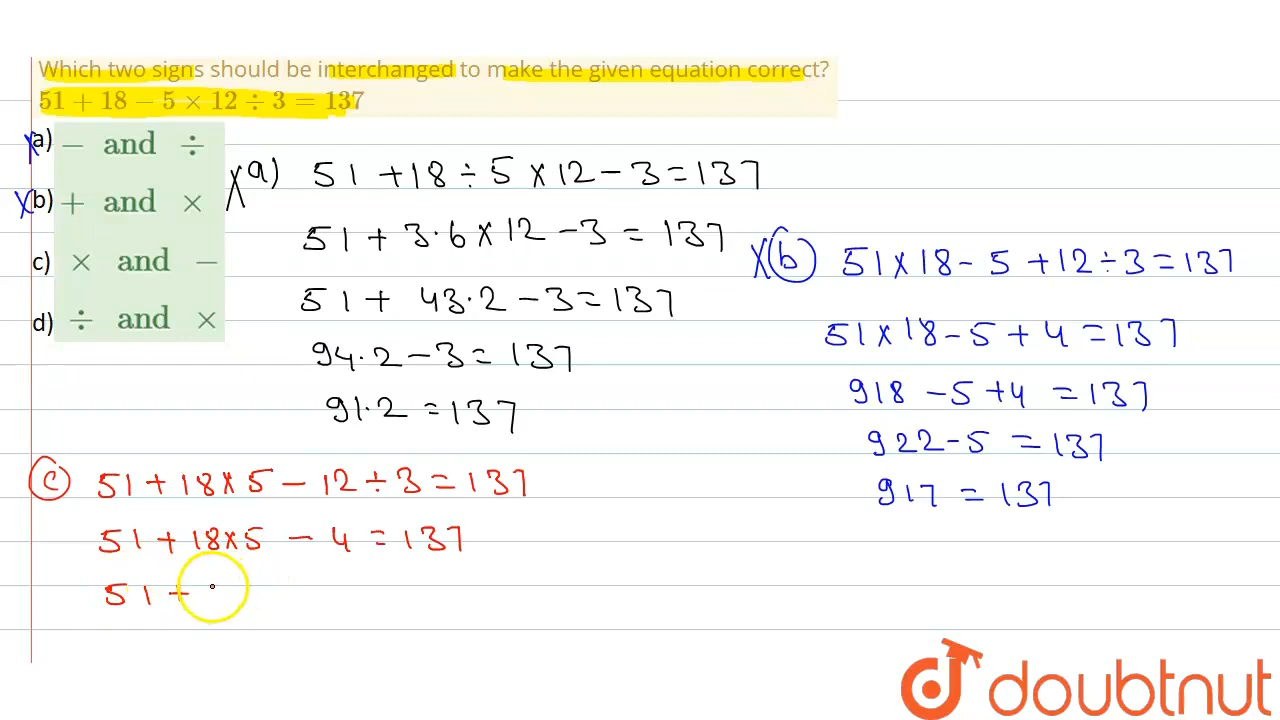 Which two signs should be interchanged to make the given equation correct?
51 + 18 − 5 × 12 ÷ 3 = 137
X a) − and ÷
X b) + and ×
c) × and −
d) ÷ and ×
X a) 51 + 18 ÷ 5 × 12 − 3 = 137
51 + 3.6 × 12 − 3 = 137
51 + 43.2 − 3 = 137
94.2 − 3 = 137
91.2 = 137
X (b) 51 × 18 − 5 + 12 ÷ 3 = 137
51 × 18 − 5 + 4 = 137
918 − 5 + 4 = 137
922 − 5 = 137
917 = 137
(c) 51 + 18 × 5 − 12 ÷ 3 = 137
51 + 18 × 5 − 4 = 137
51 +
doubtnut